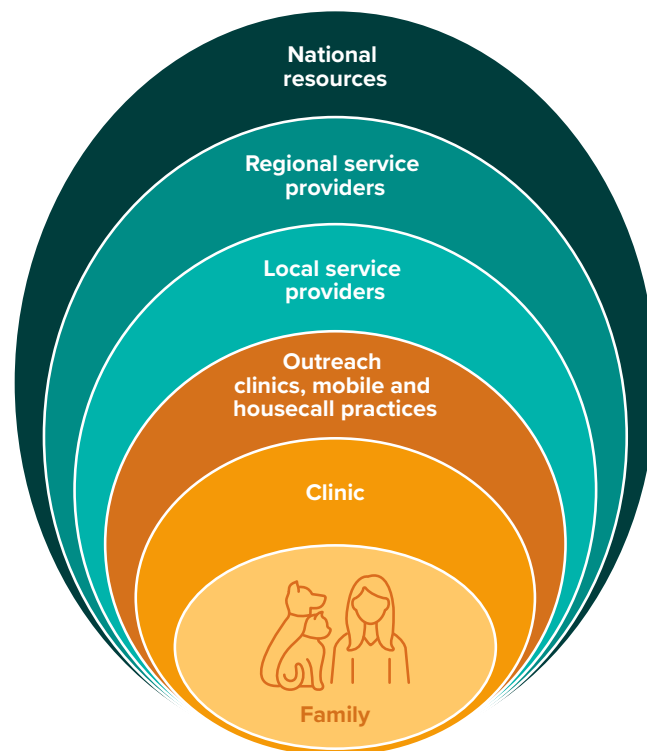 National
resources
Regional service
providers
Local service
providers
Outreach
clinics, mobile and
housecall practices
Clinic
Family